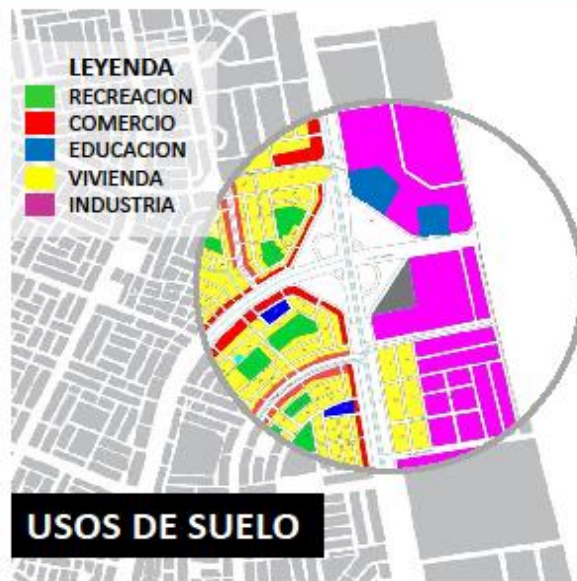 LEYENDA
RECREACION
COMERCIO
EDUCACION
VIVIENDA
INDUSTRIA
USOS DE SUELO